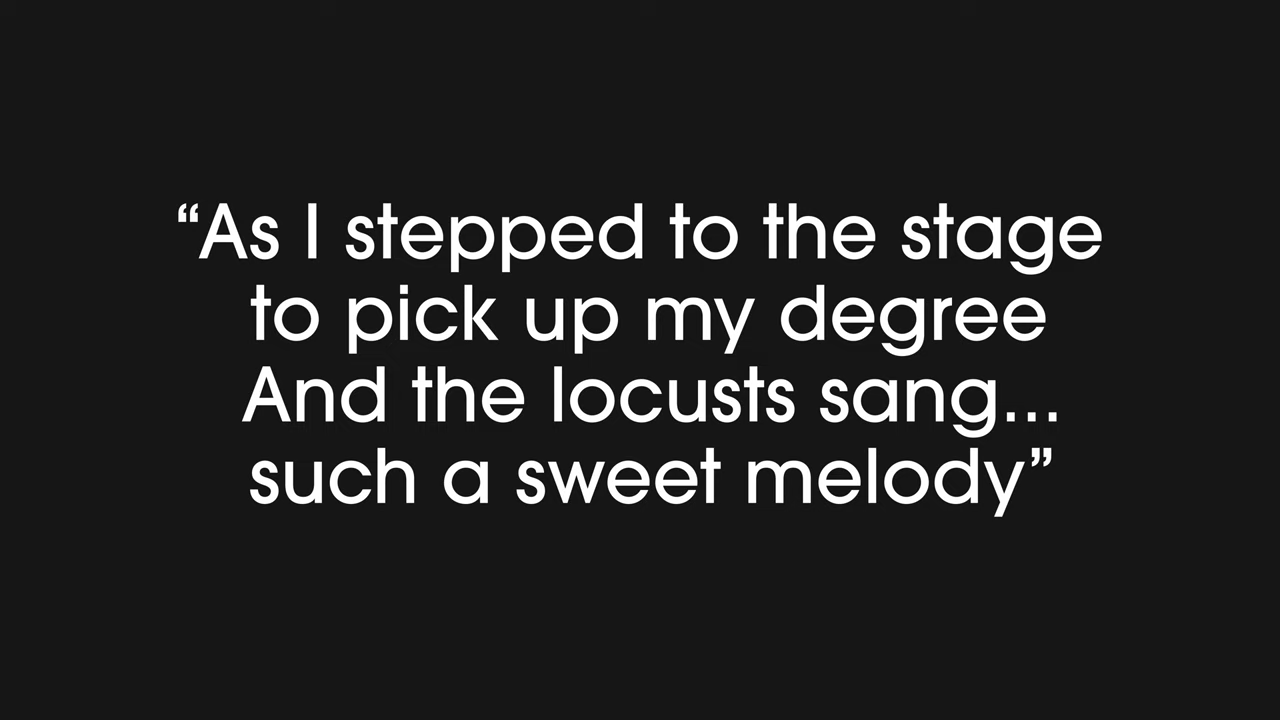 “As I stepped to the stage
to pick up my degree
And the locusts sang...
such a sweet melody”